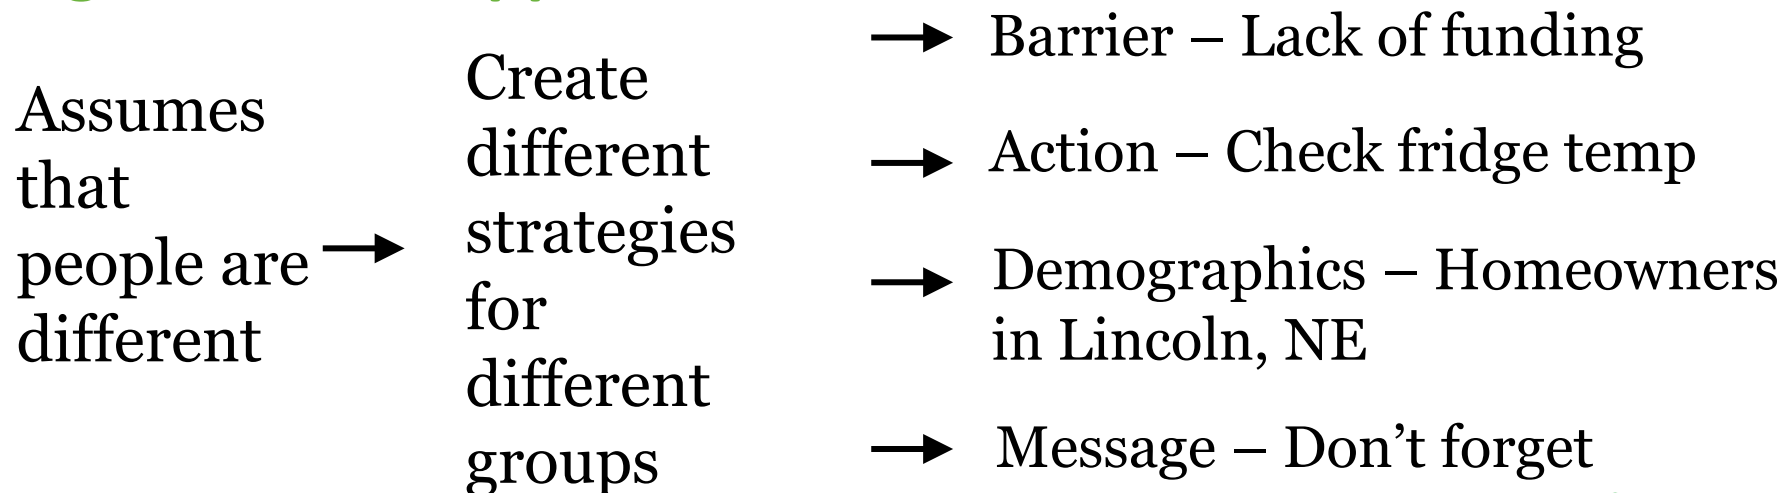 Assumes
that
people are
different
Create
different
strategies
for
different
groups
Barrier – Lack of funding
Action – Check fridge temp
Demographics – Homeowners
in Lincoln, NE
Message – Don’t forget